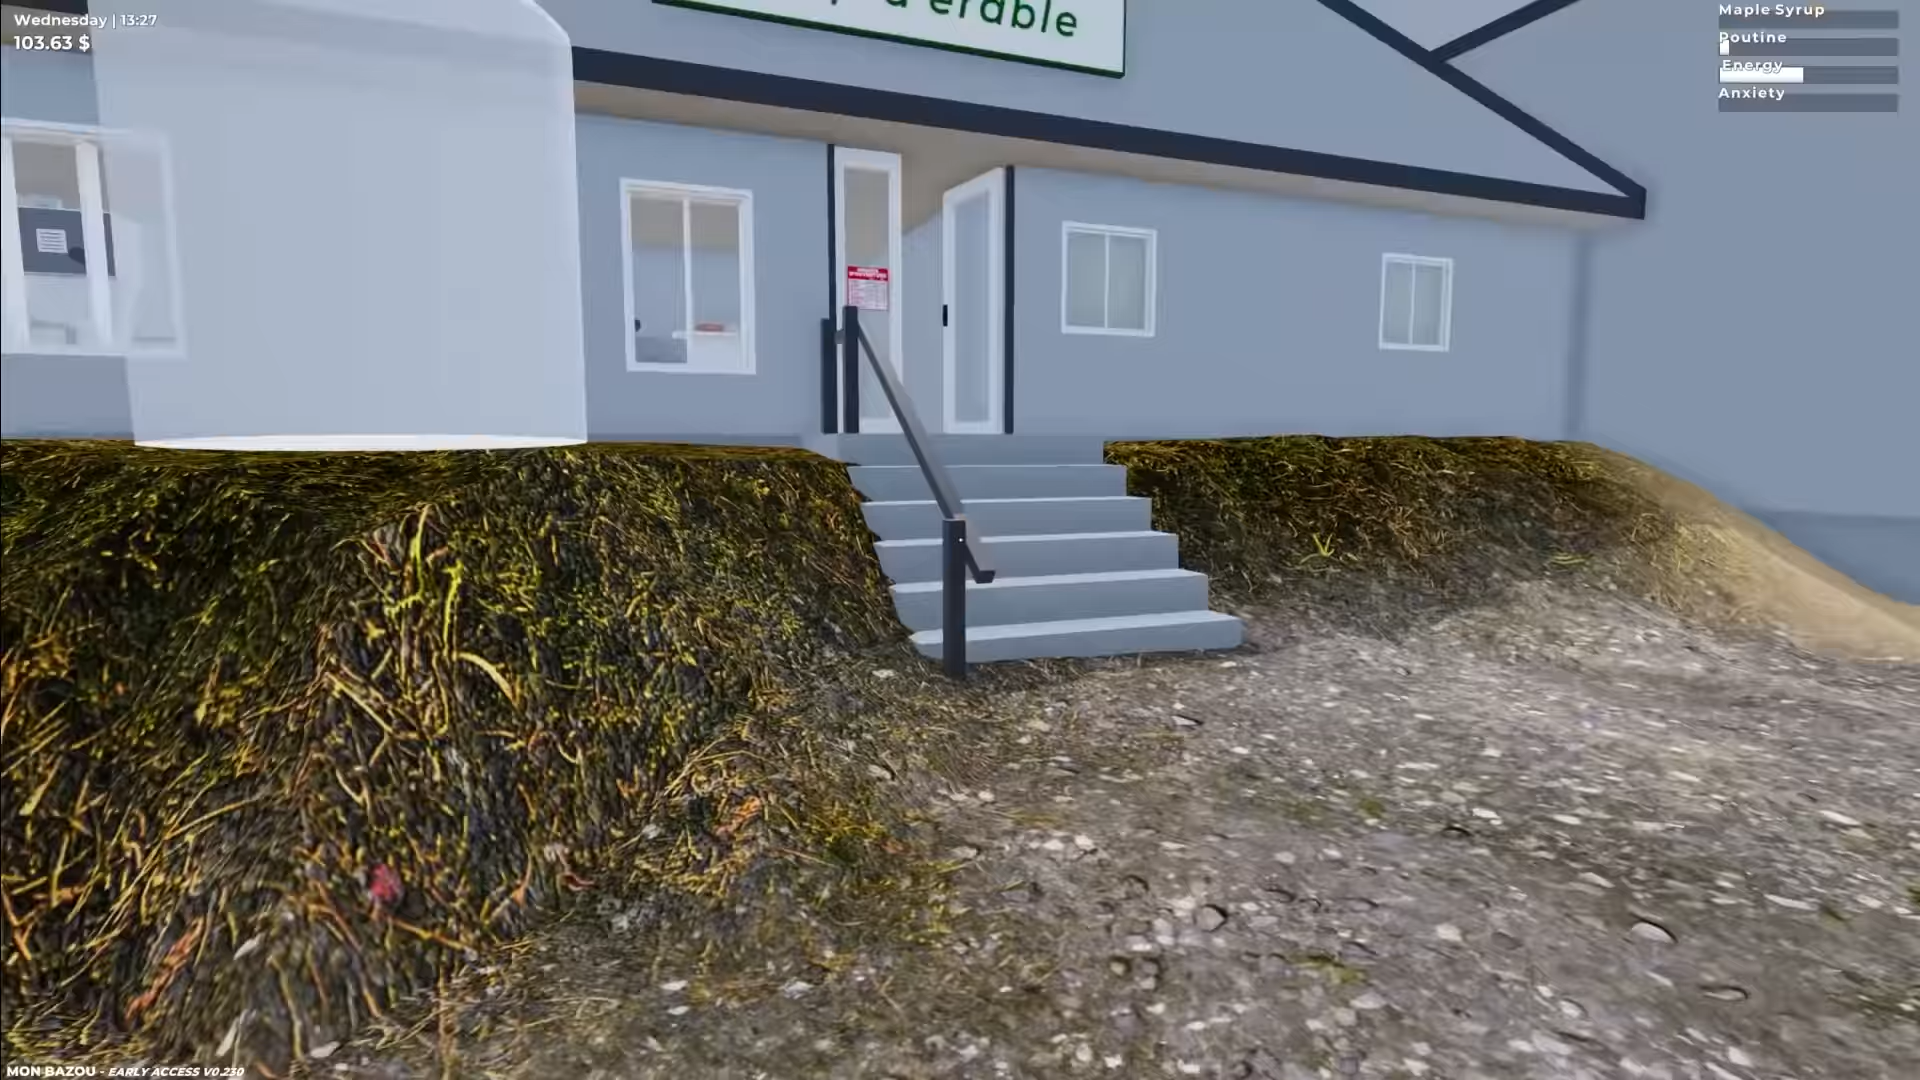 Wednesday | 13:27
103.63 $
Maple Syrup
Poutine
Energy
Anxiety
erable
MON BAZOU - EARLY ACCESS V0.230